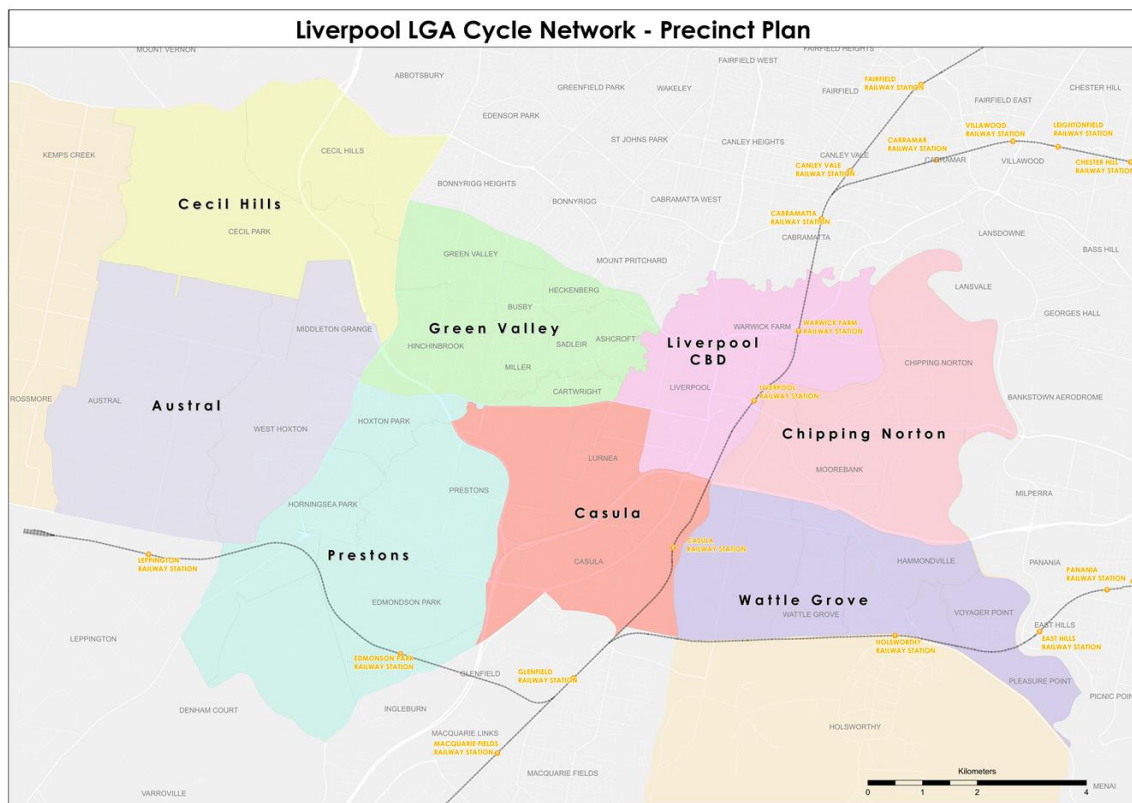 Liverpool LGA Cycle Network - Precinct Plan
MOUNT VERNON
FAIRFIELD HEIGHTS
FAIRFIELD WEST
ABBOTSBURY
GREENFIELD PARK
WAKELEY
FAIRFIELD
FAIRFIELD
RAILWAY STATION
CHESTER HILL
FAIRFIELD EAST
EDENSOR PARK
ST JOHNS PARK
CANLEY HEIGHTS
VILLAWOOD
RAILWAY STATION
LEIGHTONFIELD
RAILWAY STATION
CARRAMAR
RAILWAY STATION
KEMPS CREEK
CECIL HILLS
CANLEY VALE
CANLEY VALE
RAILWAY STATION
CARRAMAR
VILLAWOOD
CHESTER HILL
RAILWAY STATION
BONNYRIGG HEIGHTS
BONNYRIGG
CABRAMATTA WEST
Cecil Hills
CECIL PARK
CABRAMATTA
RAILWAY STATION
CABRAMATTA
LANSDOWNE
BASS HILL
GREEN VALLEY
MOUNT PRITCHARD
HECKENBERG
LANSVALE
BUSBY
GEORGES HALL
MIDDLETON GRANGE
Green Valley
WARWICK FARM
WARWICK FARM
RAILWAY STATION
HINCHINBROOK
SADLEIR
ASHCROFT
Liverpool
CBD
MILLER
CHIPPING NORTON
CARTWRIGHT
LIVERPOOL
LIVERPOOL
RAILWAY STATION
ROSSMORE
AUSTRAL
Austral
BANKSTOWN AERODROME
WEST HOXTON
HOXTON PARK
Chipping Norton
LURNEA
MOOREBANK
PRESTONS
HORNINGSEA PARK
MILPERRA
Casula
Prestons
CASULA
RAILWAY STATION
LEPPINGTON
RAILWAY STATION
CASULA
HAMMONDVILLE
PANANIA
PANANIA
RAILWAY STATION
EDMONDSON PARK
Wattle Grove
WATTLE GROVE
VOYAGER POINT
EAST HILLS
EAST HILLS
RAILWAY STATION
LEPPINGTON
HOLSWORTHY
RAILWAY STATION
EDMONSON PARK
RAILWAY STATION
GLENFIELD
GLENFIELD
RAILWAY STATION
PLEASURE POINT
PICNIC POIN
DENHAM COURT
INGLEBURN
HOLSWORTHY
MACQUARIE LINKS
MACQUARIE FIELDS
RAILWAY STATION
MACQUARIE FIELDS
Kilometers
0 1 2 4
MENAI
VARROVILLE